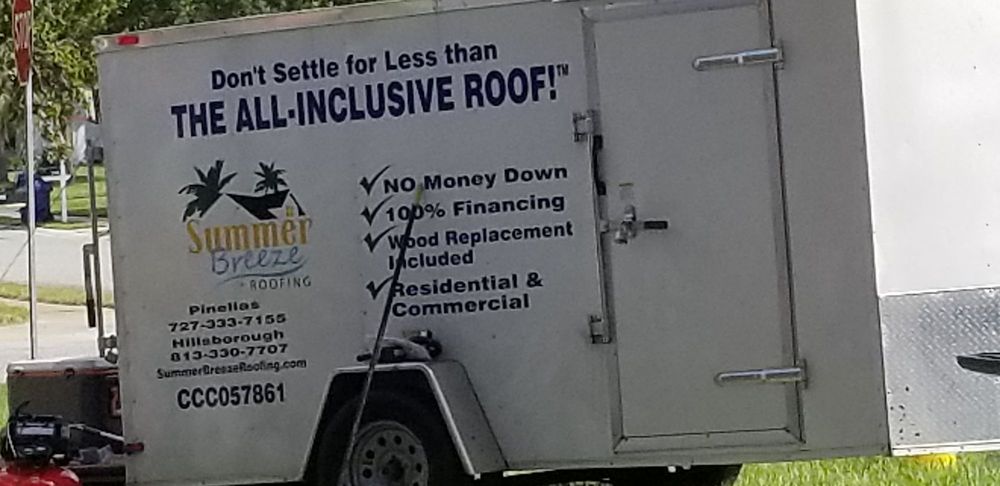 STOP
Don't Settle for Less than
THE ALL-INCLUSIVE ROOF!™
Summer
Breeze
ROOFING
Pinellas
727-333-7155
Hillsborough
813-330-7707
SummerBreezeRoofing.com
CCC057861
NO Money Down
100% Financing
Wood Replacement
Included
Residential &
Commercial